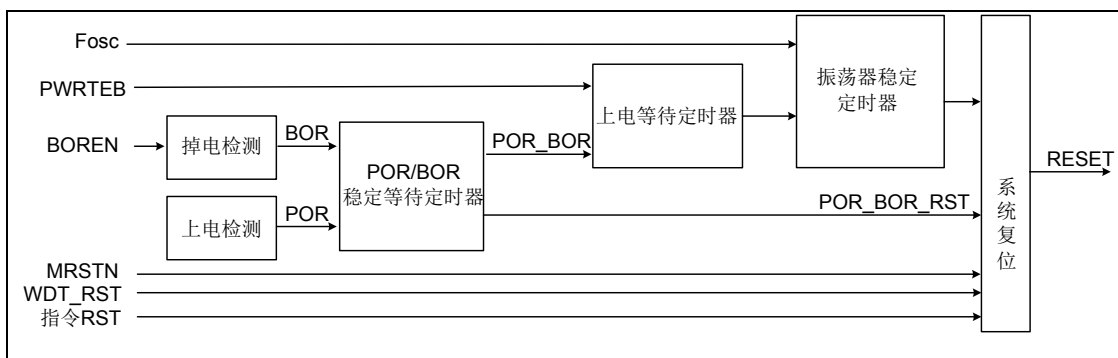 Fosc
PWRTEB
BOREN
掉电检测
BOR
上电检测
POR
POR/BOR
稳定等待定时器
POR_BOR
上电等待定时器
振荡器稳定
定时器
POR_BOR_RST
MRSTN
WDT_RST
指令RST
系统复位
RESET